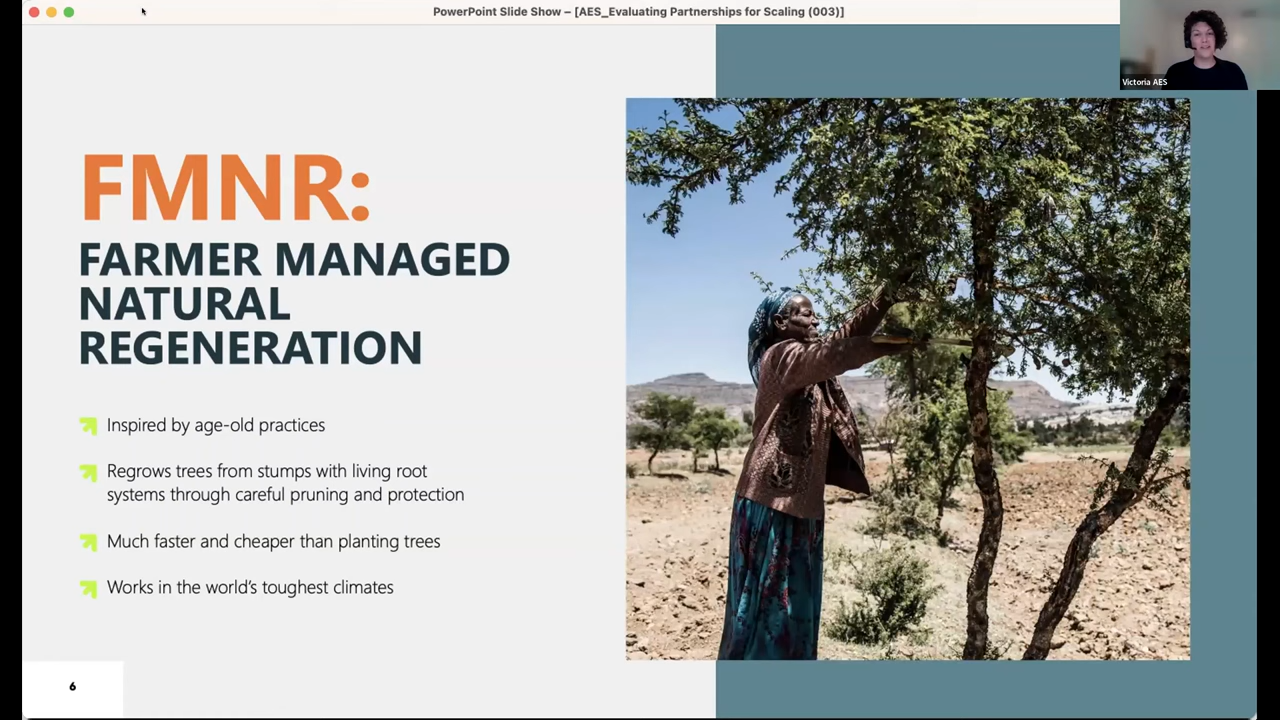 PowerPoint Slide Show – [AES_Evaluating Partnerships for Scaling (003)]
Victoria AES
FMNR:
FARMER MANAGED
NATURAL
REGENERATION
Inspired by age-old practices
Regrows trees from stumps with living root
systems through careful pruning and protection
Much faster and cheaper than planting trees
Works in the world’s toughest climates
6